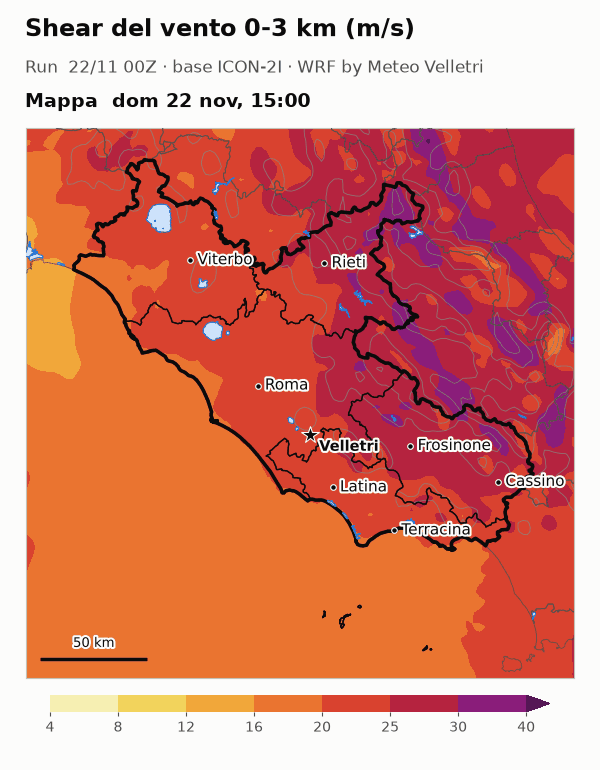 Shear del vento 0-3 km (m/s)
Run  22/11 00Z · base ICON-2I · WRF by Meteo Velletri
Mappa  dom 22 nov, 15:00
Viterbo
Rieti
Roma
Velletri
Frosinone
Cassino
Latina
Terracina
50 km
4 8 12 16 20 25 30 40